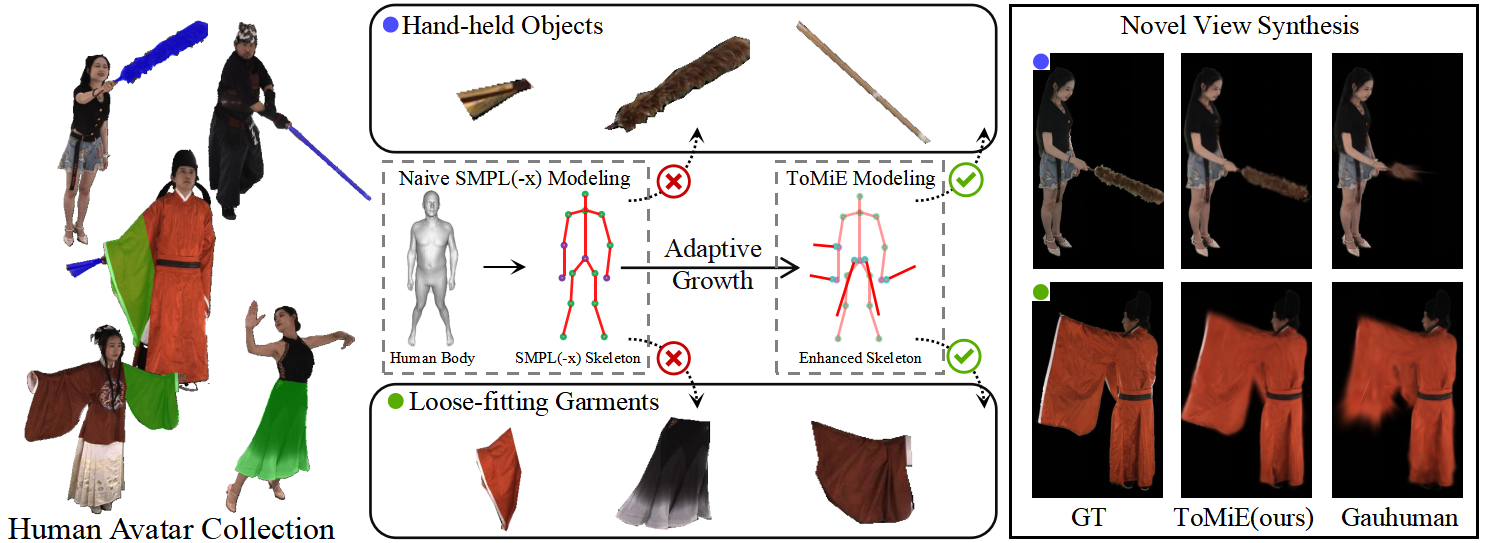 Hand-held Objects
Naive SMPL(-x) Modeling
ToMiE Modeling
Adaptive
Growth
Human Body
SMPL(-x) Skeleton
Enhanced Skeleton
Loose-fitting Garments
Human Avatar Collection
Novel View Synthesis
GT
ToMiE(ours)
Gauhuman